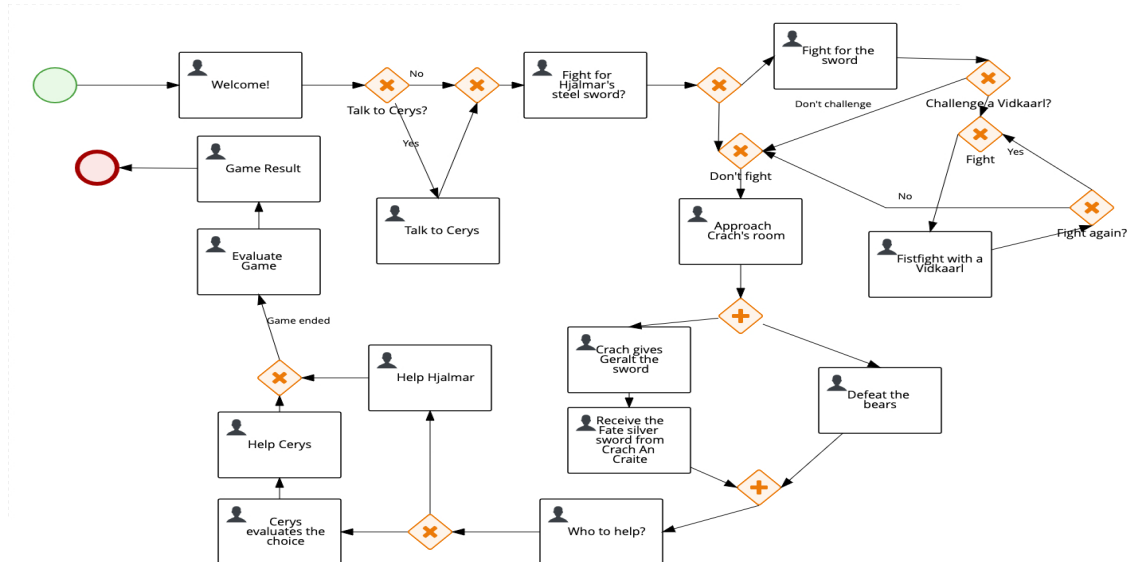 Welcome!
Talk to Cerys?
No
Yes
Talk to Cerys
Fight for
Hjalmar's
steel sword?
Fight for the
sword
Don't challenge
Challenge a Vidkaarl?
Fight
Yes
No
Fight again?
Fistfight with a
Vidkaarl
Don't fight
Approach
Crach's room
Crach gives
Geralt the
sword
Receive the
Fate silver
sword from
Crach An
Craite
Defeat the
bears
Who to help?
Cerys
evaluates the
choice
Help Cerys
Help Hjalmar
Game ended
Evaluate
Game
Game Result